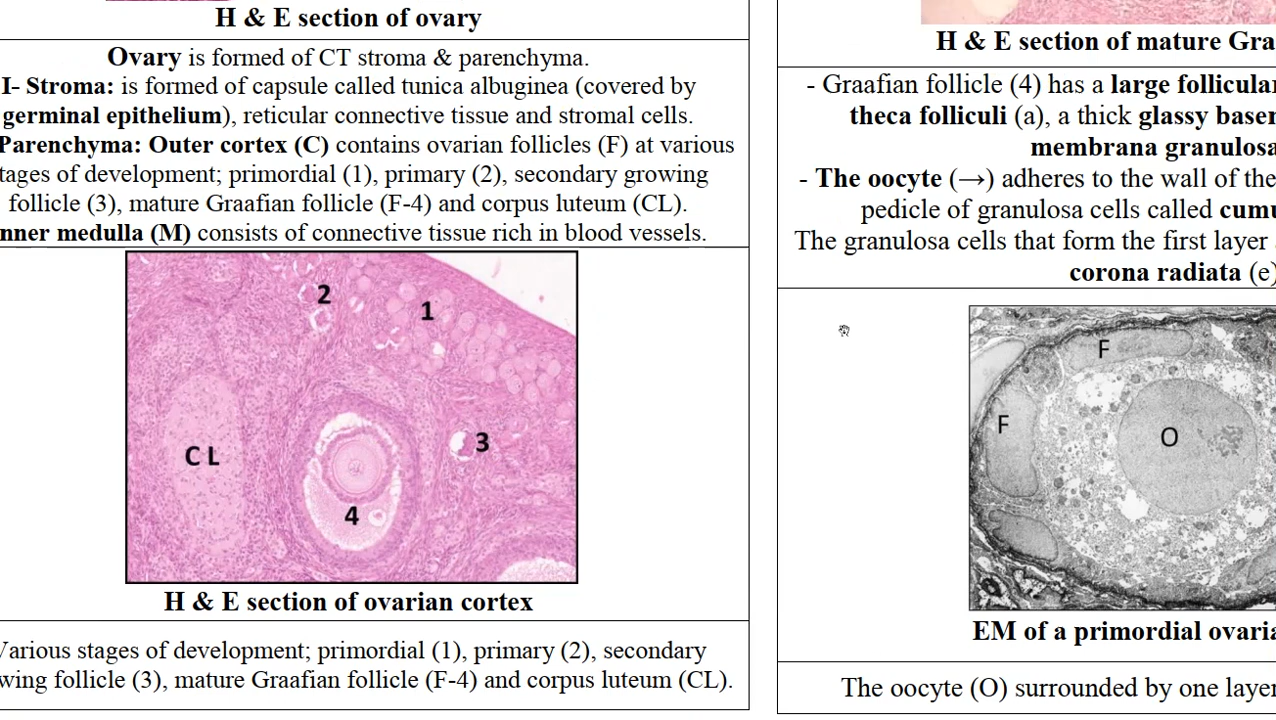 H & E section of ovary
Ovary is formed of CT stroma & parenchyma.
I- Stroma: is formed of capsule called tunica albuginea (covered by
germinal epithelium), reticular connective tissue and stromal cells.
Parenchyma: Outer cortex (C) contains ovarian follicles (F) at various
tages of development; primordial (1), primary (2), secondary growing
follicle (3), mature Graafian follicle (F-4) and corpus luteum (CL).
nner medulla (M) consists of connective tissue rich in blood vessels.
2
1
3
C L
4
H & E section of ovarian cortex
Various stages of development; primordial (1), primary (2), secondary
wing follicle (3), mature Graafian follicle (F-4) and corpus luteum (CL).
H & E section of mature Gra
- Graafian follicle (4) has a large follicular
theca folliculi (a), a thick glassy baser
membrana granulosa
- The oocyte (→) adheres to the wall of the
pedicle of granulosa cells called cumu
The granulosa cells that form the first layer
corona radiata (e)
F
F
O
EM of a primordial ovaria
The oocyte (O) surrounded by one layer